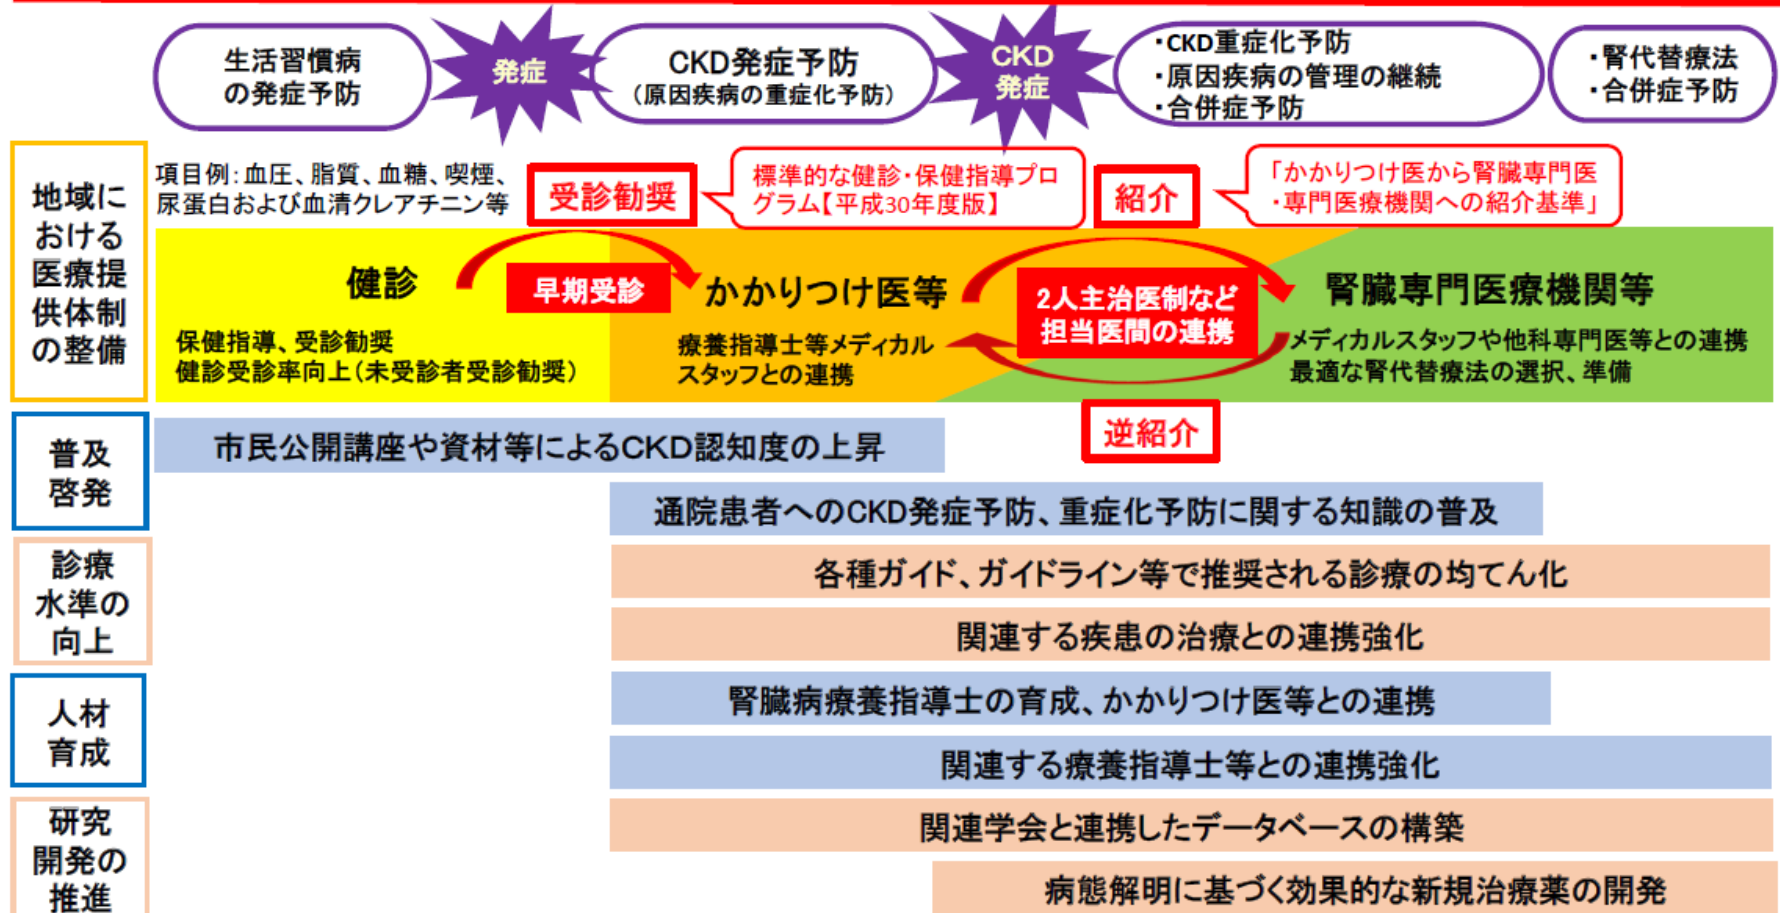 生活習慣病
の発症予防
発症
CKD発症予防
（原因疾病の重症化予防）
CKD
発症
・CKD重症化予防
・原因疾病の管理の継続
・合併症予防
・腎代替療法
・合併症予防
地域に
おける
医療提
供体制
の整備
項目例：血圧、脂質、血糖、喫煙、
尿蛋白および血清クレアチニン等
受診勧奨
標準的な健診・保健指導プロ
グラム【平成30年度版】
紹介
「かかりつけ医から腎臓専門医
・専門医療機関への紹介基準」
健診
早期受診
かかりつけ医等
2人主治医制など
担当医間の連携
腎臓専門医療機関等
保健指導、受診勧奨
健診受診率向上（未受診者受診勧奨）
療養指導士等メディカル
スタッフとの連携
メディカルスタッフや他科専門医等との連携
最適な腎代替療法の選択、準備
逆紹介
普及
啓発
市民公開講座や資材等によるCKD認知度の上昇
通院患者へのCKD発症予防、重症化予防に関する知識の普及
診療
水準の
向上
各種ガイド、ガイドライン等で推奨される診療の均てん化
関連する疾患の治療との連携強化
人材
育成
腎臓病療養指導士の育成、かかりつけ医等との連携
関連する療養指導士等との連携強化
研究
開発の
推進
関連学会と連携したデータベースの構築
病態解明に基づく効果的な新規治療薬の開発